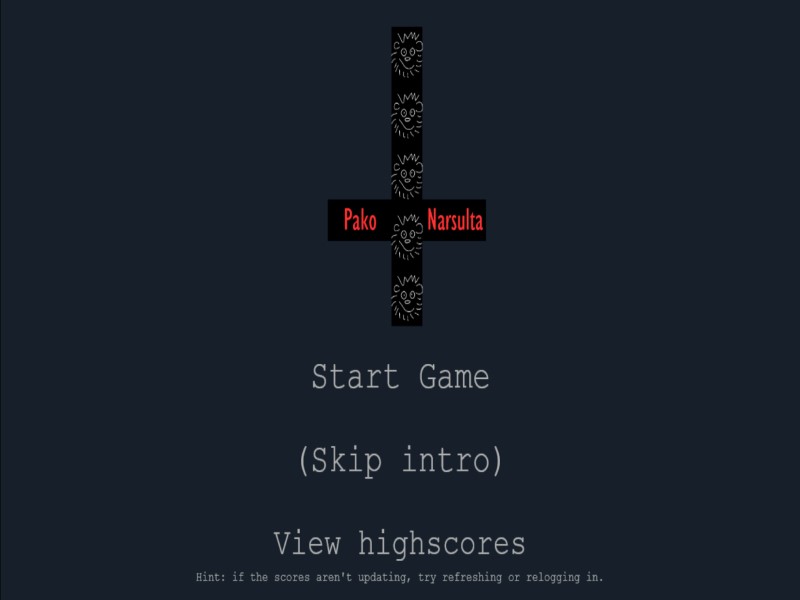 Pako Narsulta
Start Game
(Skip intro)
View highscores
Hint: if the scores aren't updating, try refreshing or relogging in.